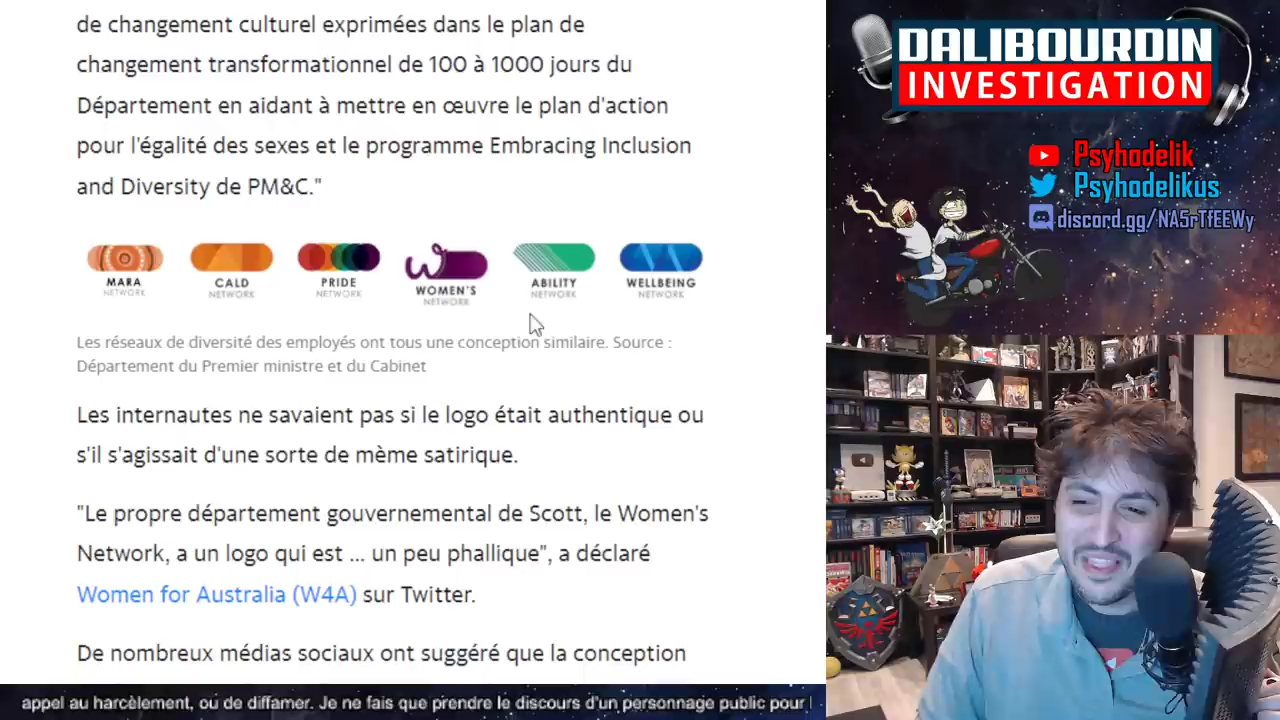 de changement culturel exprimées dans le plan de
changement transformationnel de 100 à 1000 jours du
Département en aidant à mettre en œuvre le plan d'action
pour l'égalité des sexes et le programme Embracing Inclusion
and Diversity de PM&C."
MARA
NETWORK
CALD
NETWORK
PRIDE
NETWORK
WOMEN'S
NETWORK
ABILITY
NETWORK
WELLBEING
NETWORK
Les réseaux de diversité des employés ont tous une conception similaire. Source :
Département du Premier ministre et du Cabinet
Les internautes ne savaient pas si le logo était authentique ou
s'il s'agissait d'une sorte de mème satirique.
"Le propre département gouvernemental de Scott, le Women's
Network, a un logo qui est ... un peu phallique", a déclaré
Women for Australia (W4A) sur Twitter.
De nombreux médias sociaux ont suggéré que la conception
DALIBOURDIN
INVESTIGATION
Psyhodelik
Psyhodelikus
discord.gg/NA5rTfEEWy
appel au harcèlement, ou de diffamer. Je ne fais que prendre le discours d'un personnage public pour